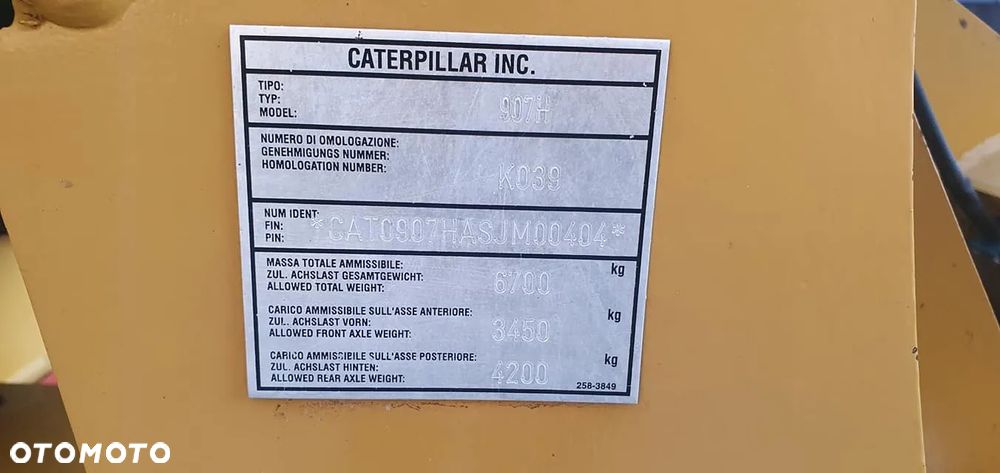 CATERPILLAR INC.
TIPO:
TYP:
MODEL: 907H
NUMERO DI OMOLOGAZIONE:
GENEHMIGUNGS NUMMER:
HOMOLOGATION NUMBER: K039
NUM IDENT:
FIN: *CAT0907HASJM00404*
PIN:
MASSA TOTALE AMMISSIBILE: kg
ZUL. ACHSLAST GESAMTGEWICHT:
ALLOWED TOTAL WEIGHT: 6700
CARICO AMMISSIBILE SULL'ASSE ANTERIORE: kg
ZUL. ACHSLAST VORN:
ALLOWED FRONT AXLE WEIGHT: 3450
CARICO AMMISSIBILE SULL'ASSE POSTERIORE: kg
ZUL. ACHSLAST HINTEN:
ALLOWED REAR AXLE WEIGHT: 4200
258-3849
OTOMOTO